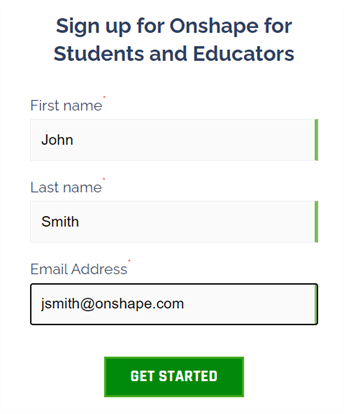 Sign up for Onshape for
Students and Educators
First name*
John
Last name*
Smith
Email Address*
jsmith@onshape.com
GET STARTED